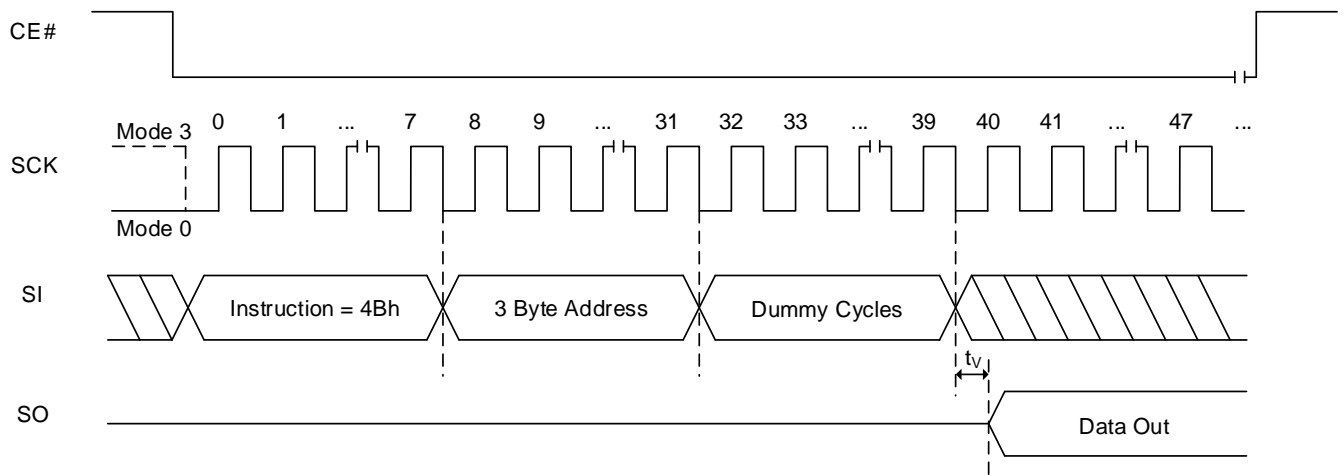 CE#
0 1 ... 7 8 9 ... 31 32 33 ... 39 40 41 ... 47 ...
Mode 3
SCK
Mode 0
SI
Instruction = 4Bh
3 Byte Address
Dummy Cycles
tV
SO
Data Out